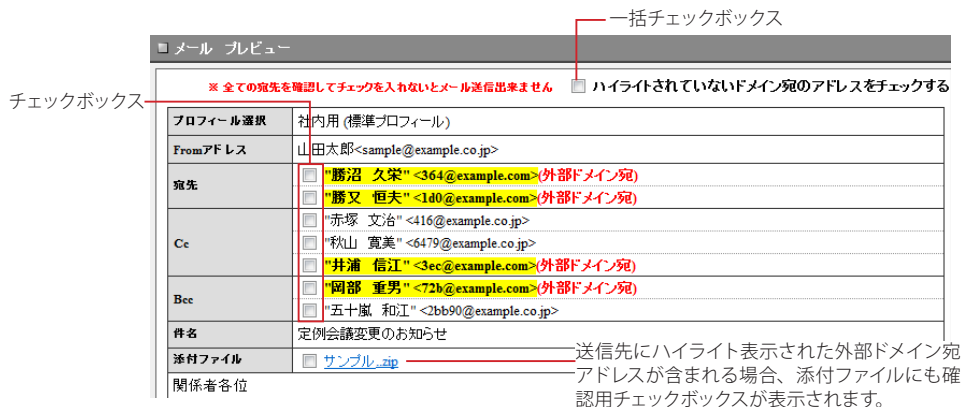 一括チェックボックス
メール プレビュー
※ 全ての宛先を確認してチェックを入れないとメール送信出来ません ハイライトされていないドメイン宛のアドレスをチェックする
チェックボックス
プロフィール選択 社内用 (標準プロフィール)
Fromアドレス 山田太郎<sample@example.co.jp>
宛先
"勝沼 久栄" <364@example.com>(外部ドメイン宛)
"勝又 恒夫" <1d0@example.com>(外部ドメイン宛)
Cc
"赤塚 文治" <416@example.co.jp>
"秋山 寛美" <6479@example.co.jp>
"井浦 信江" <3ec@example.com>(外部ドメイン宛)
Bcc
"岡部 重男" <72b@example.com>(外部ドメイン宛)
"五十嵐 和江" <2bb90@example.co.jp>
件名 定例会議変更のお知らせ
添付ファイル サンプル_.zip
関係者各位
送信先にハイライト表示された外部ドメイン宛
アドレスが含まれる場合、添付ファイルにも確
認用チェックボックスが表示されます。